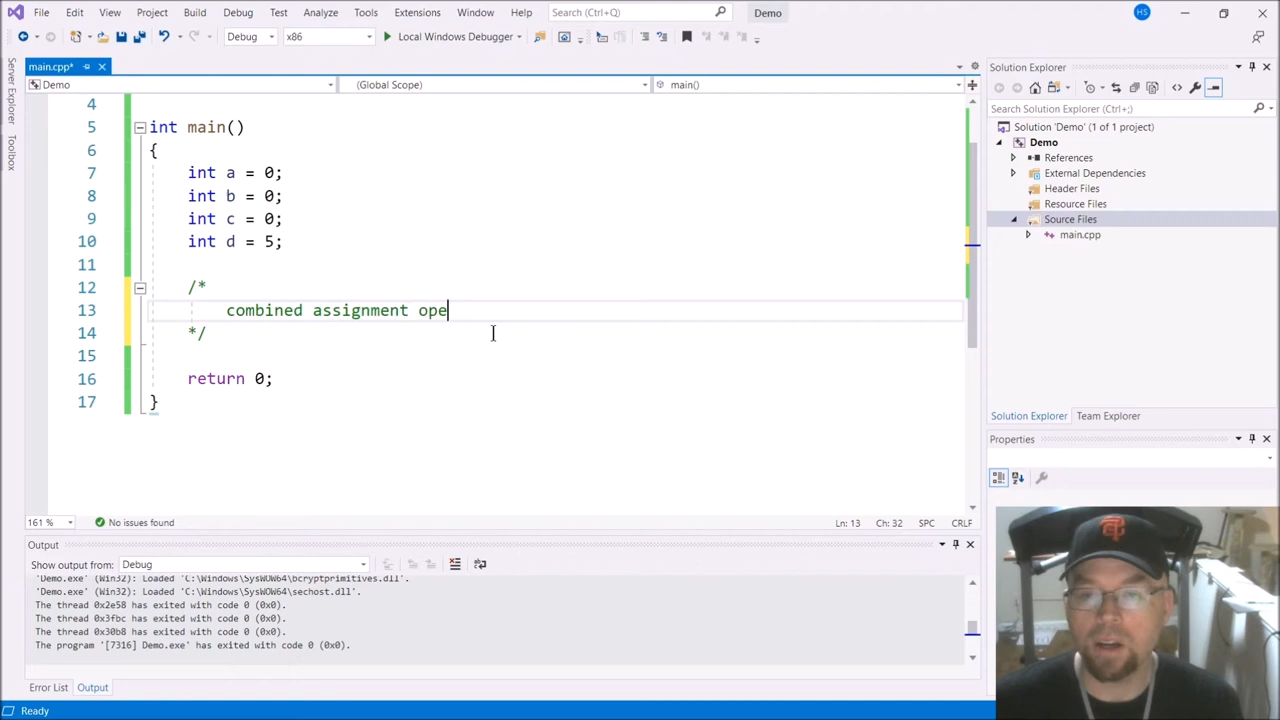 File Edit View Project Build Debug Test Analyze Tools Extensions Window Help Search (Ctrl+Q) Demo HS
Debug x86 Local Windows Debugger
main.cpp*
Demo (Global Scope) main()
4
5 int main()
6 {
7 int a = 0;
8 int b = 0;
9 int c = 0;
10 int d = 5;
11
12 /*
13 combined assignment ope
14 */
15
16 return 0;
17 }
161 % No issues found Ln: 13 Ch: 32 SPC CRLF
Output
Show output from: Debug
'Demo.exe' (Win32): Loaded 'C:\Windows\SysWOW64\bcryptprimitives.dll'.
'Demo.exe' (Win32): Loaded 'C:\Windows\SysWOW64\sechost.dll'.
The thread 0x2e58 has exited with code 0 (0x0).
The thread 0x3fbc has exited with code 0 (0x0).
The thread 0x30b8 has exited with code 0 (0x0).
The program '[7316] Demo.exe' has exited with code 0 (0x0).
Error List Output
Ready
Server Explorer
Toolbox
Solution Explorer
Search Solution Explorer (Ctrl+;)
Solution 'Demo' (1 of 1 project)
Demo
References
External Dependencies
Header Files
Resource Files
Source Files
main.cpp
Solution Explorer Team Explorer
Properties